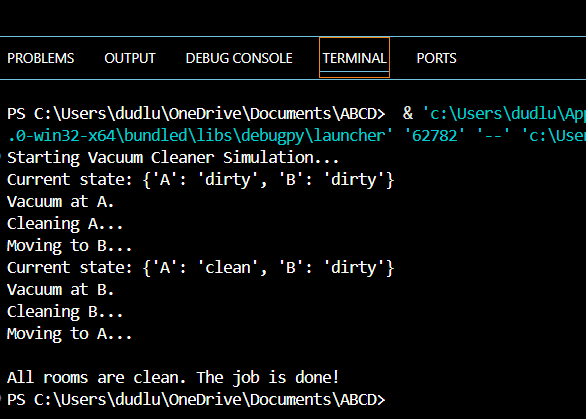 PROBLEMS OUTPUT DEBUG CONSOLE TERMINAL PORTS
PS C:\Users\dudlu\OneDrive\Documents\ABCD> & 'c:\Users\dudlu\App
.0-win32-x64\bundled\libs\debugpy\launcher' '62782' '--' 'c:\Use
Starting Vacuum Cleaner Simulation...
Current state: {'A': 'dirty', 'B': 'dirty'}
Vacuum at A.
Cleaning A...
Moving to B...
Current state: {'A': 'clean', 'B': 'dirty'}
Vacuum at B.
Cleaning B...
Moving to A...
All rooms are clean. The job is done!
PS C:\Users\dudlu\OneDrive\Documents\ABCD>